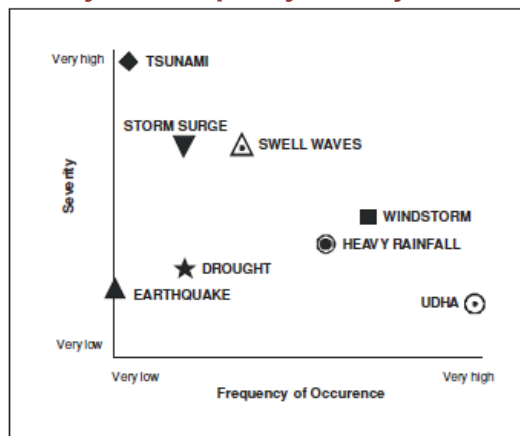 Very high
TSUNAMI
STORM SURGE
SWELL WAVES
Severity
WINDSTORM
HEAVY RAINFALL
DROUGHT
EARTHQUAKE
UDHA
Very low
Very low
Very high
Frequency of Occurence